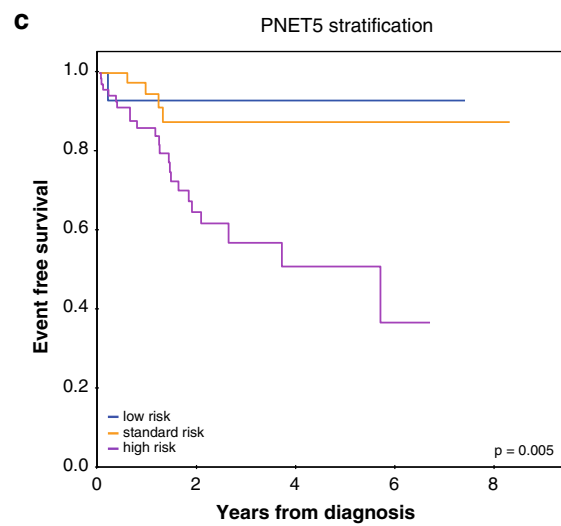 c
PNET5 stratification
Event free survival
1.0
0.8
0.6
0.4
0.2
0.0
low risk
standard risk
high risk
p = 0.005
0 2 4 6 8
Years from diagnosis